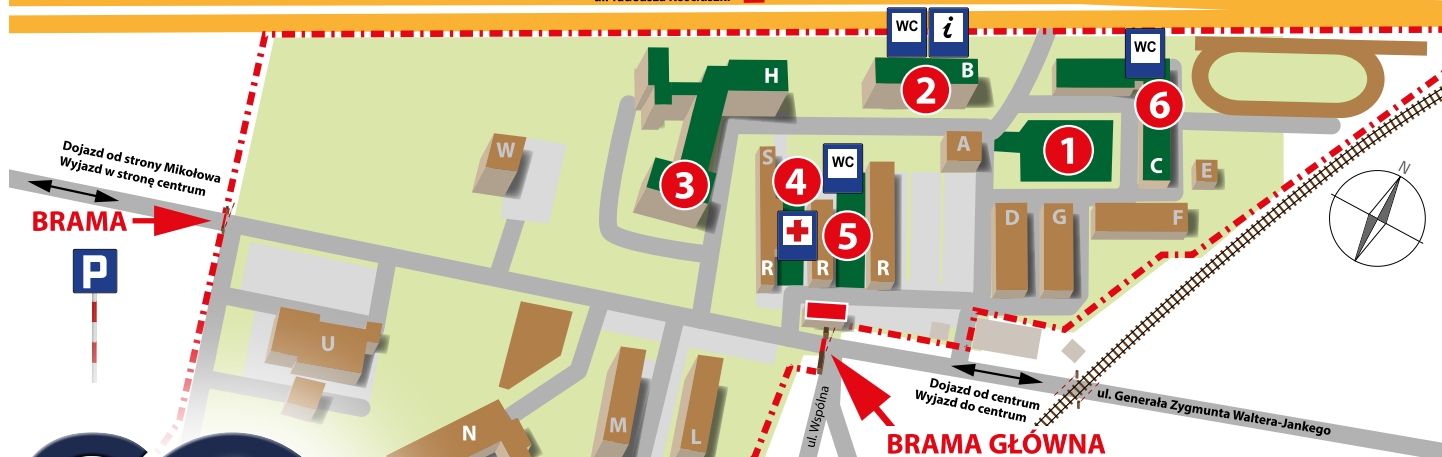 WC
i
WC
H
B
2
6
W
A
1
S
WC
C
E
3
4
Dojazd od strony Mikołowa
Wyjazd w stronę centrum
BRAMA
N
D
G
F
5
R
R
R
P
U
Dojazd od centrum
Wyjazd do centrum
ul. Generała Zygmunta Waltera-Jankego
ul. Wspólna
N
M
L
BRAMA GŁÓWNA